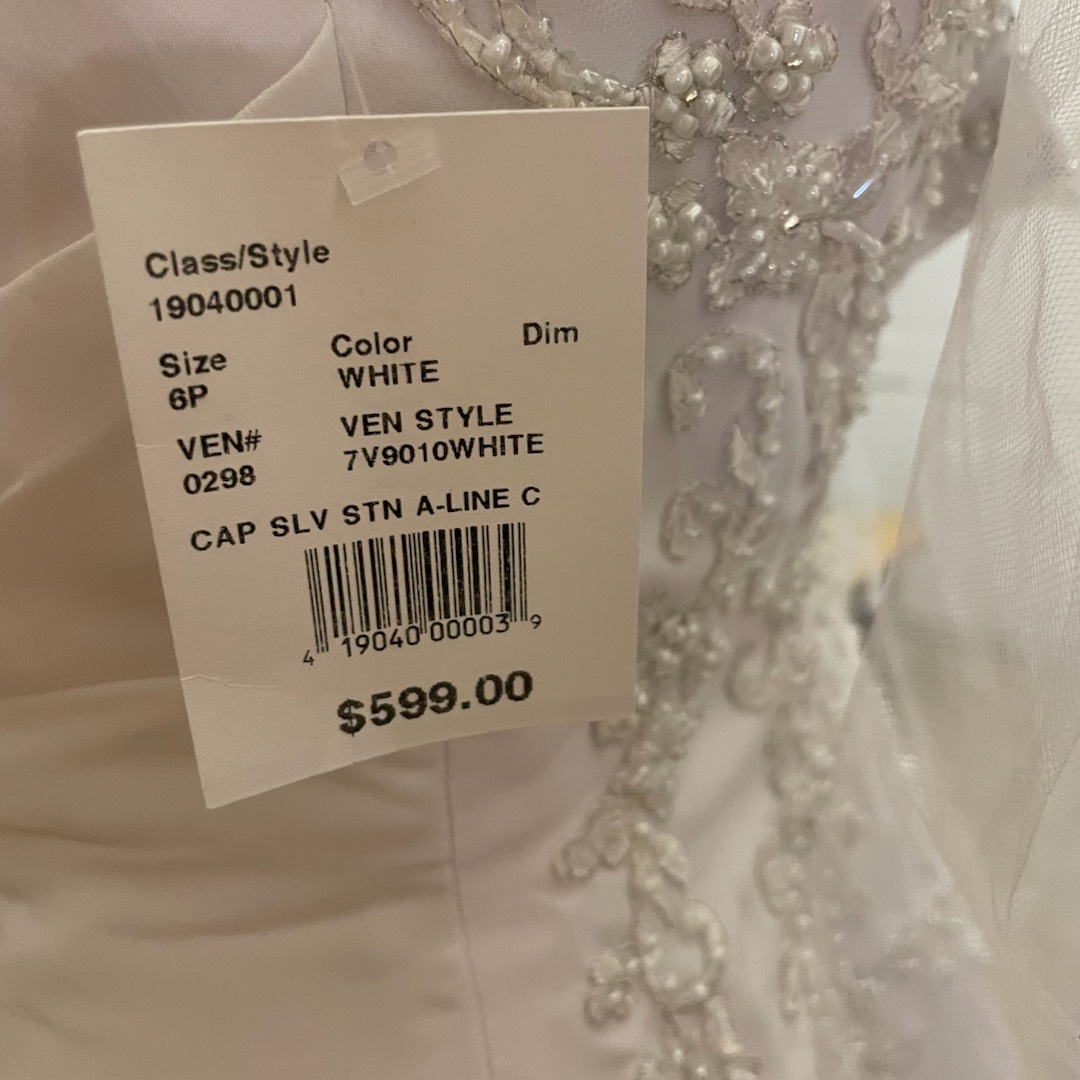 Class/Style
19040001
Size Color Dim
6P WHITE
VEN# VEN STYLE
0298 7V9010WHITE
CAP SLV STN A-LINE C
4 19040 00003 9
$599.00